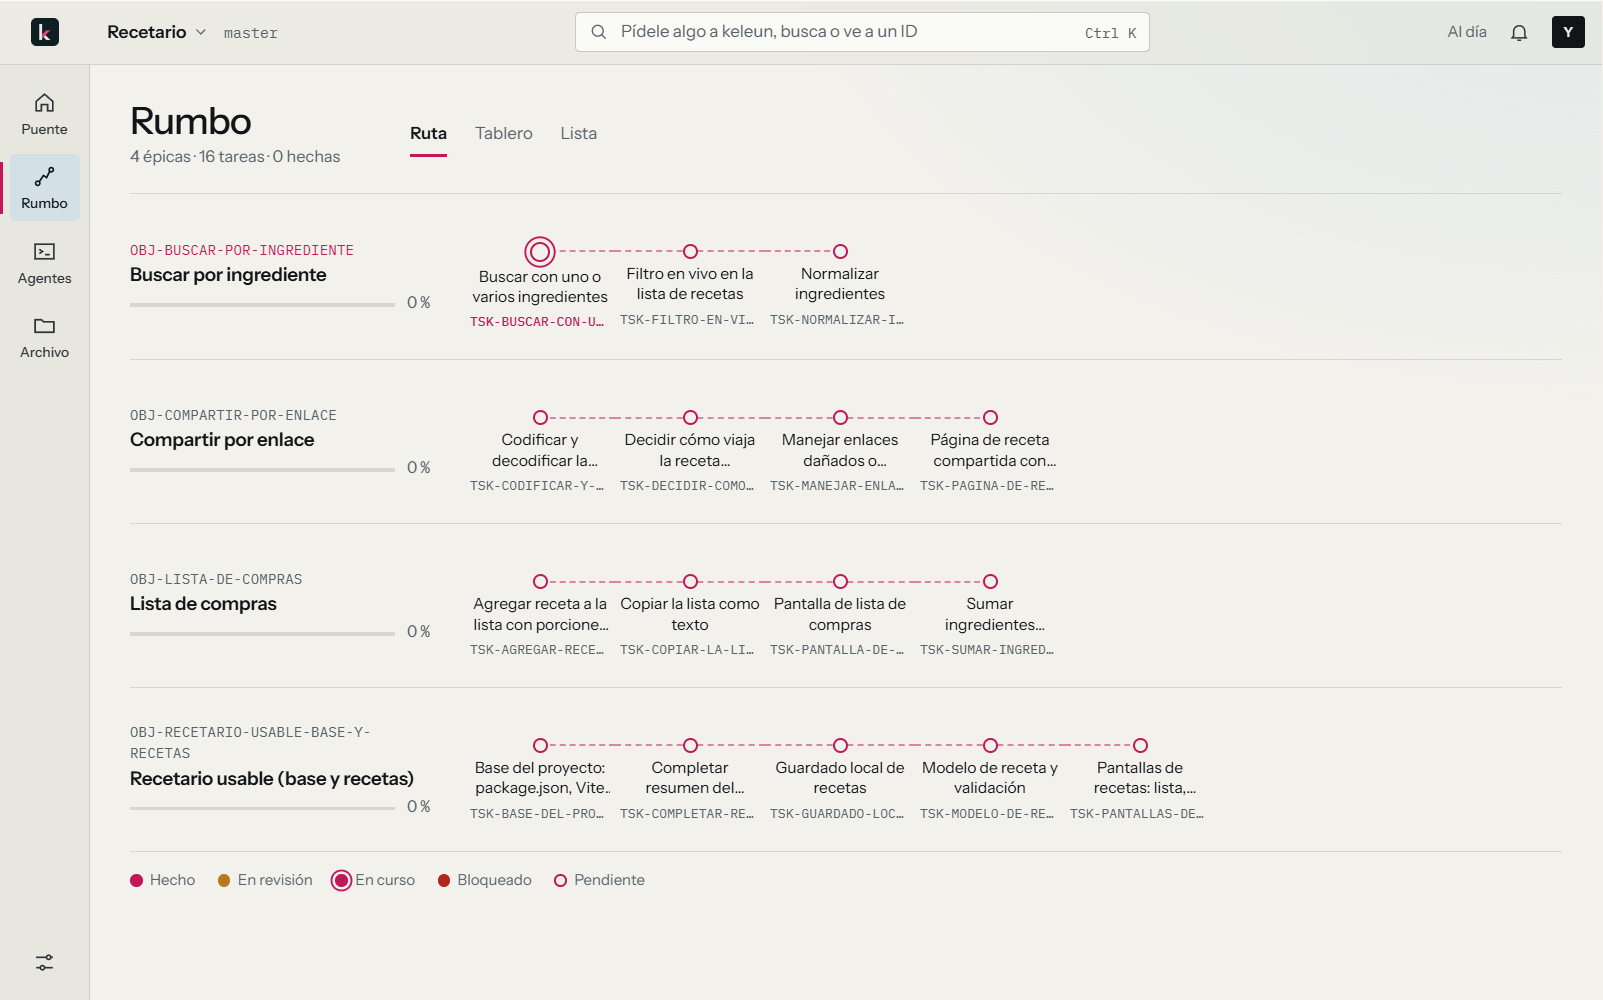 k
Recetario
master
Pídele algo a keleun, busca o ve a un ID
Ctrl K
Al día
Y
Puente
Rumbo
Agentes
Archivo
Rumbo
4 épicas · 16 tareas · 0 hechas
Ruta
Tablero
Lista
OBJ-BUSCAR-POR-INGREDIENTE
Buscar por ingrediente
0 %
Buscar con uno o
varios ingredientes
TSK-BUSCAR-CON-U…
Filtro en vivo en la
lista de recetas
TSK-FILTRO-EN-VI…
Normalizar
ingredientes
TSK-NORMALIZAR-I…
OBJ-COMPARTIR-POR-ENLACE
Compartir por enlace
0 %
Codificar y
decodificar la…
TSK-CODIFICAR-Y-…
Decidir cómo viaja
la receta…
TSK-DECIDIR-COMO…
Manejar enlaces
dañados o…
TSK-MANEJAR-ENLA…
Página de receta
compartida con…
TSK-PAGINA-DE-RE…
OBJ-LISTA-DE-COMPRAS
Lista de compras
0 %
Agregar receta a la
lista con porcione…
TSK-AGREGAR-RECE…
Copiar la lista como
texto
TSK-COPIAR-LA-LI…
Pantalla de lista de
compras
TSK-PANTALLA-DE-…
Sumar
ingredientes…
TSK-SUMAR-INGRED…
OBJ-RECETARIO-USABLE-BASE-Y-
RECETAS
Recetario usable (base y recetas)
0 %
Base del proyecto:
package.json, Vite..
TSK-BASE-DEL-PRO…
Completar
resumen del…
TSK-COMPLETAR-RE…
Guardado local de
recetas
TSK-GUARDADO-LOC…
Modelo de receta y
validación
TSK-MODELO-DE-RE…
Pantallas de
recetas: lista,…
TSK-PANTALLAS-DE…
Hecho
En revisión
En curso
Bloqueado
Pendiente